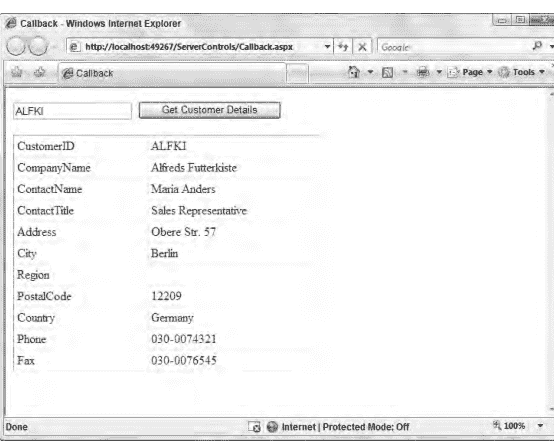 Callback - Windows Internet Explorer
http://localhost:49267/ServerControls/Callback.aspx
Google
Callback
Page
Tools
ALFKI
Get Customer Details
CustomerID ALFKI
CompanyName Alfreds Futterkiste
ContactName Maria Anders
ContactTitle Sales Representative
Address Obere Str. 57
City Berlin
Region
PostalCode 12209
Country Germany
Phone 030-0074321
Fax 030-0076545
Done
Internet | Protected Mode: Off
100%